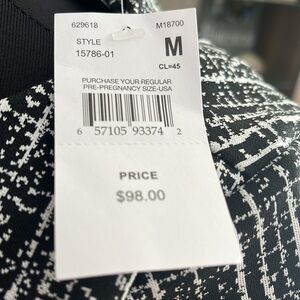 629618 M18700
STYLE M
15786-01
CL=45
PURCHASE YOUR REGULAR
PRE-PREGNANCY SIZE-USA
6 57105 93374 2
PRICE
$98.00